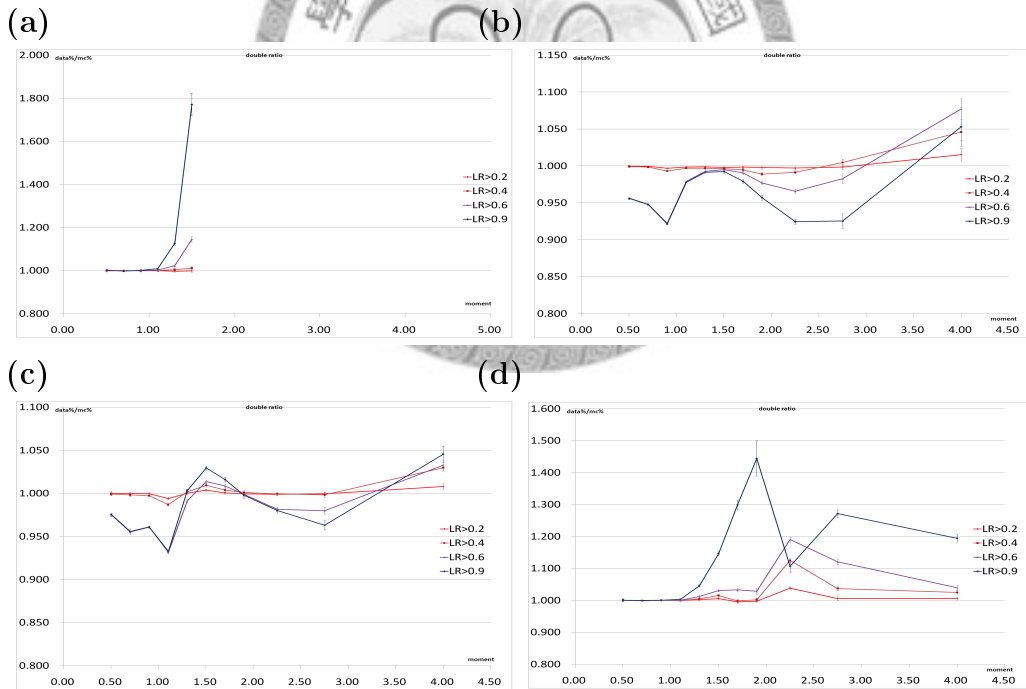 (a)
double ratio
data%/mc%
2.000
1.800
1.600
1.400
1.200
1.000
0.800
LR>0.2
LR>0.4
LR>0.6
LR>0.9
moment
0.00 1.00 2.00 3.00 4.00 5.00
(b)
double ratio
data%/mc%
1.150
1.100
1.050
1.000
0.950
0.900
0.850
0.800
LR>0.2
LR>0.4
LR>0.6
LR>0.9
moment
0.00 0.50 1.00 1.50 2.00 2.50 3.00 3.50 4.00 4.50
(c)
double ratio
data%/mc%
1.100
1.050
1.000
0.950
0.900
0.850
0.800
LR>0.2
LR>0.4
LR>0.6
LR>0.9
moment
0.00 0.50 1.00 1.50 2.00 2.50 3.00 3.50 4.00 4.50
(d)
double ratio
data%/mc%
1.600
1.500
1.400
1.300
1.200
1.100
1.000
0.900
0.800
LR>0.2
LR>0.4
LR>0.6
LR>0.9
moment
0.00 0.50 1.00 1.50 2.00 2.50 3.00 3.50 4.00 4.50